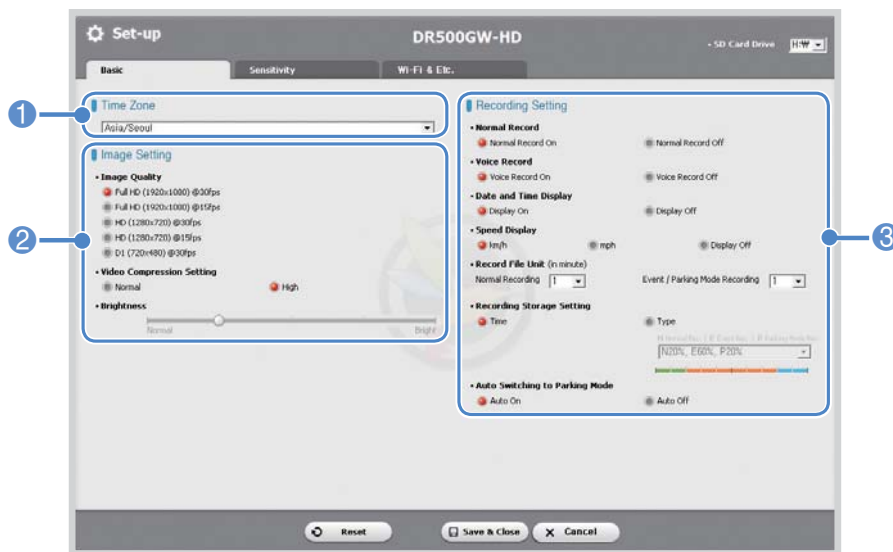 Set-up
DR500GW-HD
• SD Card Drive H:₩
Basic Sensitivity Wi-Fi & Etc.
1
Time Zone
Asia/Seoul
2
Image Setting
• Image Quality
Full HD (1920x1080) @30fps
Full HD (1920x1080) @15fps
HD (1280x720) @30fps
HD (1280x720) @15fps
D1 (720x480) @30fps
• Video Compression Setting
Normal High
• Brightness
Normal Bright
3
Recording Setting
• Normal Record
Normal Record On Normal Record Off
• Voice Record
Voice Record On Voice Record Off
• Date and Time Display
Display On Display Off
• Speed Display
km/h mph Display Off
• Record File Unit (in minute)
Normal Recording 1 Event / Parking Mode Recording 1
• Recording Storage Setting
Time Type
N20%, E60%, P20%
• Auto Switching to Parking Mode
Auto On Auto Off
Reset Save & Close X Cancel